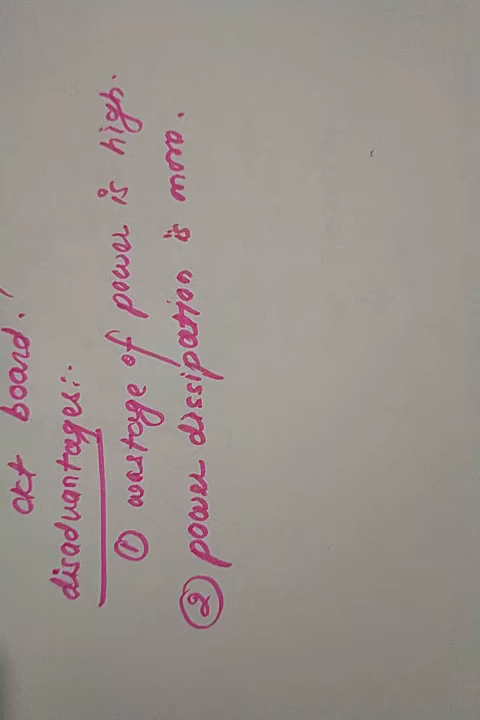 ckt board.
disadvantages:-
① wastage of power is high.
② power dissipation is more.